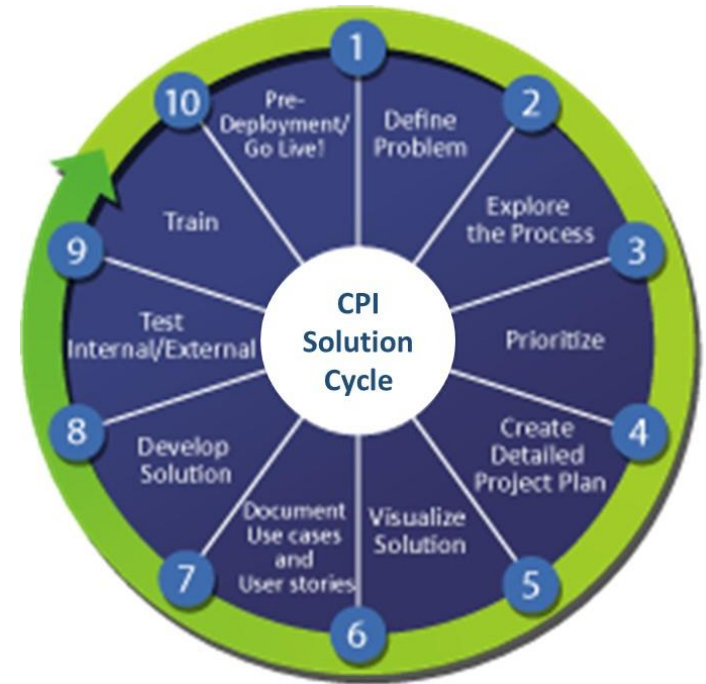 CPI
Solution
Cycle
1
Define
Problem
2
Explore
the Process
3
Prioritize
4
Create
Detailed
Project Plan
5
Visualize
Solution
6
Document
Use cases
and
User stories
7
Develop
Solution
8
Test
Internal/External
9
Train
10
Pre-
Deployment/
Go Live!